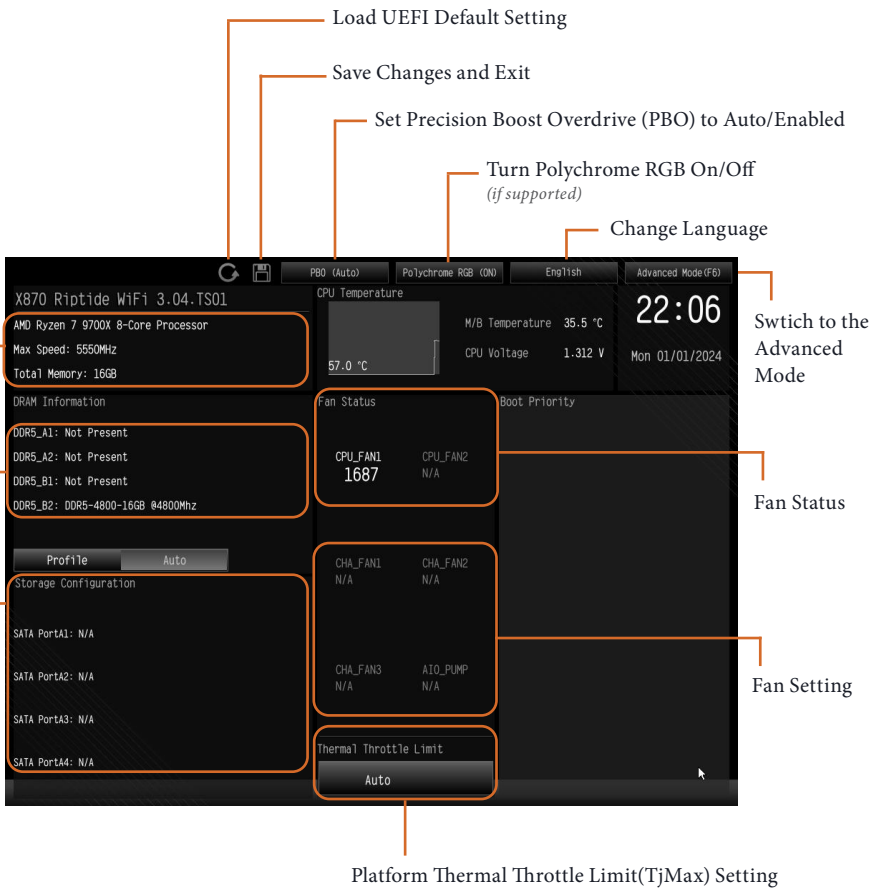 Load UEFI Default Setting
Save Changes and Exit
Set Precision Boost Overdrive (PBO) to Auto/Enabled
Turn Polychrome RGB On/Off
(if supported)
Change Language
PBO (Auto)
Polychrome RGB (ON)
English
Advanced Mode(F6)
X870 Riptide WiFi 3.04.TS01
AMD Ryzen 7 9700X 8-Core Processor
Max Speed: 5550MHz
Total Memory: 16GB
CPU Temperature
57.0 °C
M/B Temperature 35.5 °C
CPU Voltage 1.312 V
22:06
Mon 01/01/2024
Swtich to the
Advanced
Mode
DRAM Information
DDR5_A1: Not Present
DDR5_A2: Not Present
DDR5_B1: Not Present
DDR5_B2: DDR5-4800-16GB @4800Mhz
Profile
Auto
Fan Status
CPU_FAN1
1687
CPU_FAN2
N/A
Boot Priority
Fan Status
Storage Configuration
SATA PortA1: N/A
SATA PortA2: N/A
SATA PortA3: N/A
SATA PortA4: N/A
CHA_FAN1
N/A
CHA_FAN2
N/A
CHA_FAN3
N/A
AIO_PUMP
N/A
Fan Setting
Thermal Throttle Limit
Auto
Platform Thermal Throttle Limit(TjMax) Setting